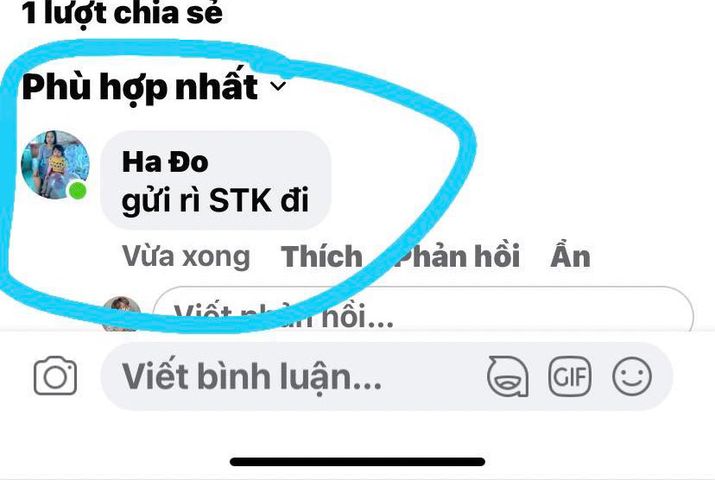 1 lượt chia sẻ
Phù hợp nhất
Ha Đo
gửi rì STK đi
Vừa xong Thích Phản hồi Ẩn
Viết phản hồi...
Viết bình luận... GIF